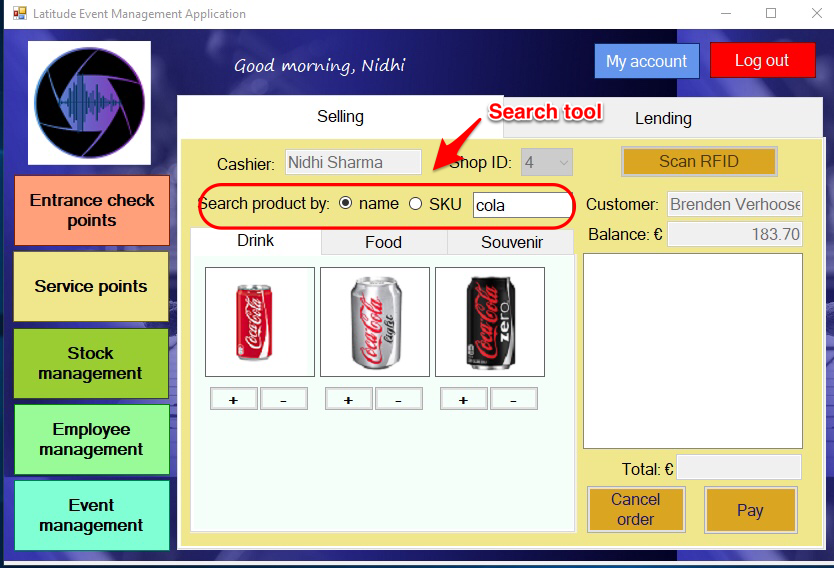 Latitude Event Management Application
Good morning, Nidhi
My account
Log out
Selling
Search tool
Lending
Cashier:
Nidhi Sharma
Shop ID:
4
Scan RFID
Entrance check
points
Search product by:
name
SKU
cola
Customer:
Brenden Verhoose
Balance: €
183.70
Drink
Food
Souvenir
Service points
Coca-Cola
Coca-Cola
light
Coca-Cola
zero
Stock
management
+
-
+
-
+
-
Employee
management
Total: €
Event
management
Cancel
order
Pay